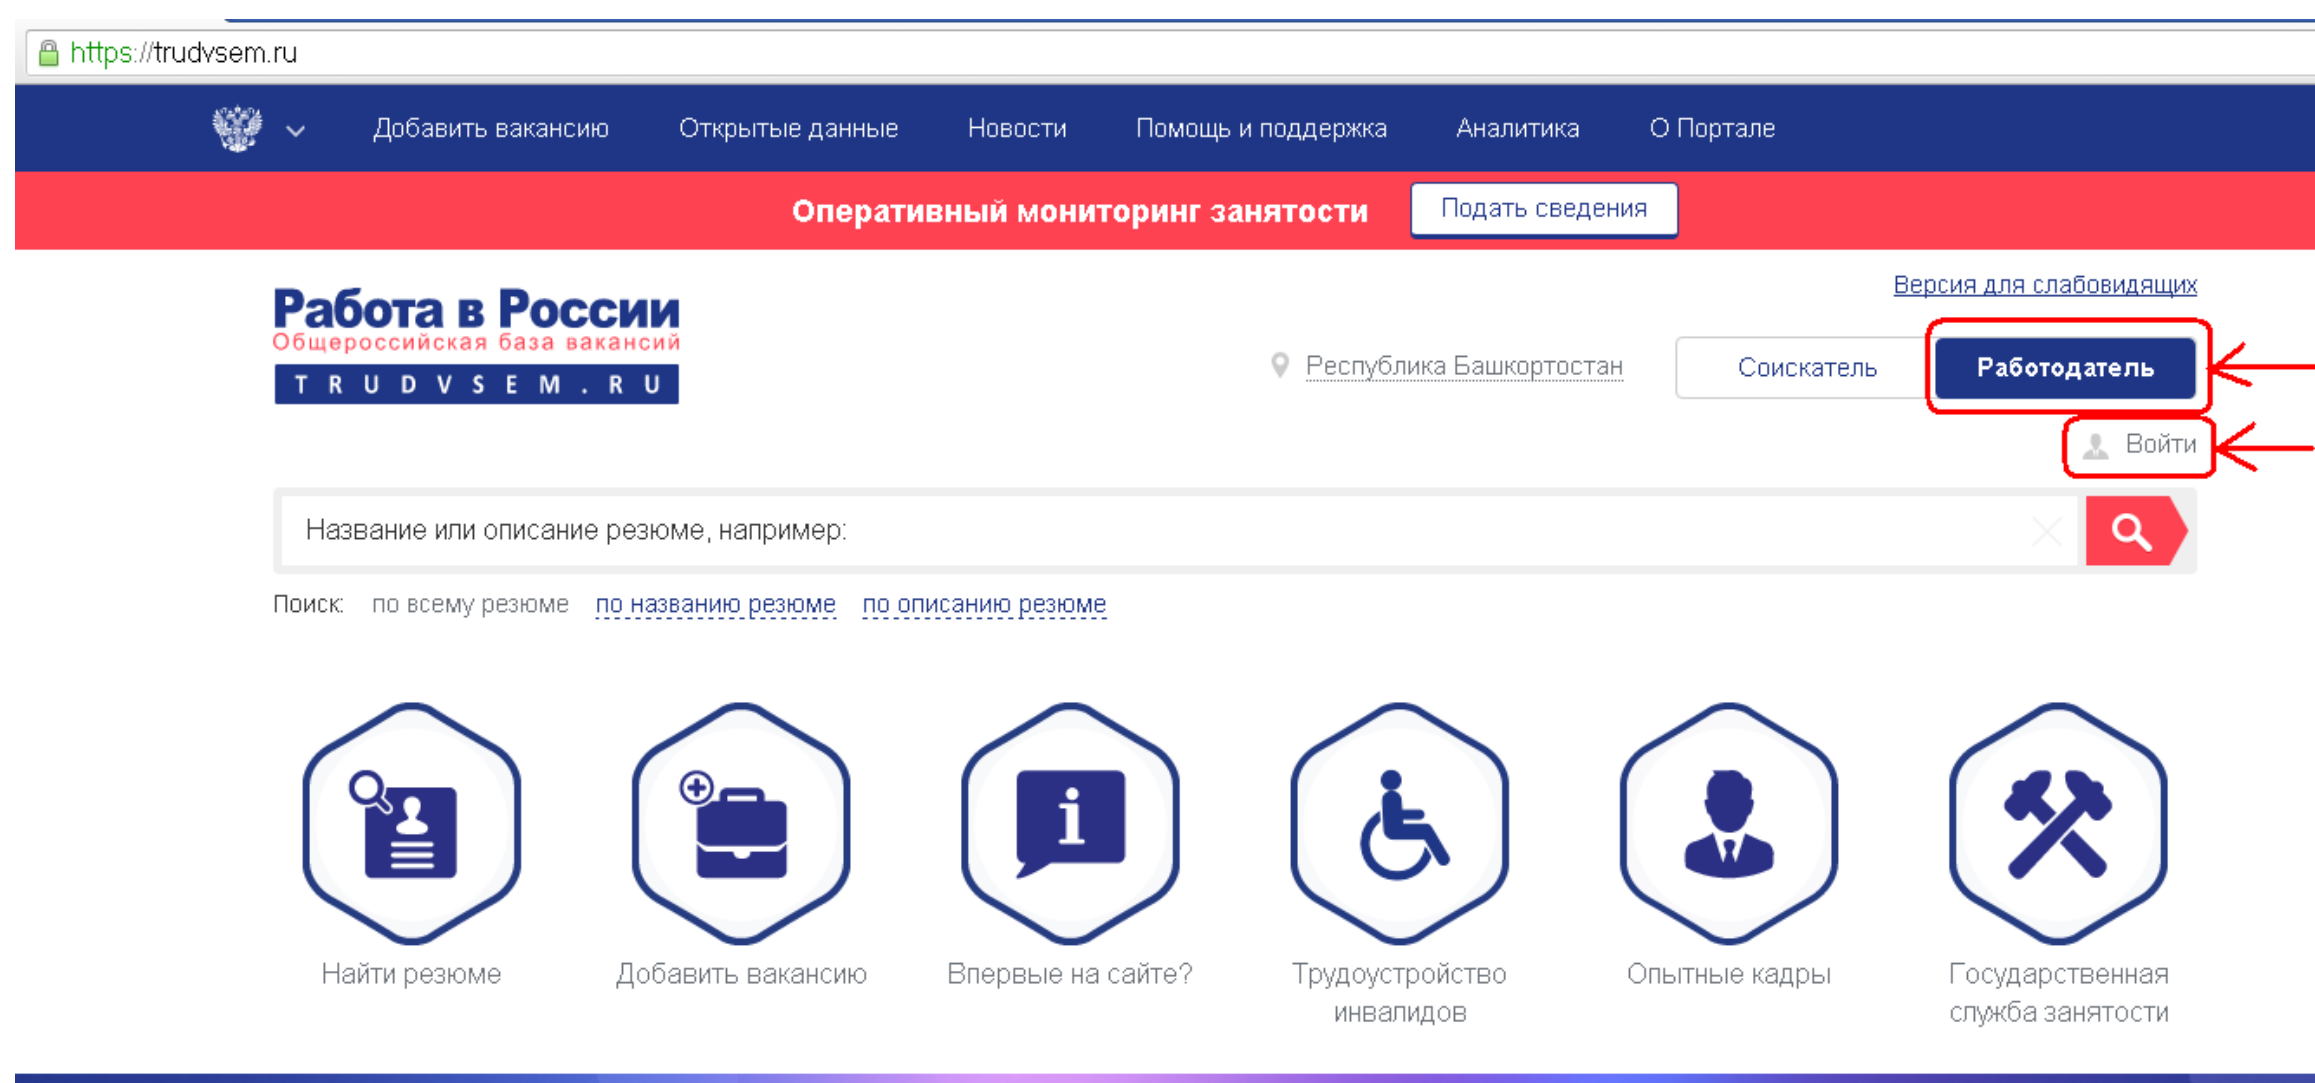 https://trudvsem.ru
Добавить вакансию Открытые данные Новости Помощь и поддержка Аналитика О Портале
Оперативный мониторинг занятости Подать сведения
Версия для слабовидящих
Работа в России
Общероссийская база вакансий
TRUDVSEM.RU
Республика Башкортостан Соискатель Работодатель
Войти
Название или описание резюме, например:
Поиск: по всему резюме по названию резюме по описанию резюме
Найти резюме Добавить вакансию Впервые на сайте? Трудоустройство инвалидов Опытные кадры Государственная служба занятости